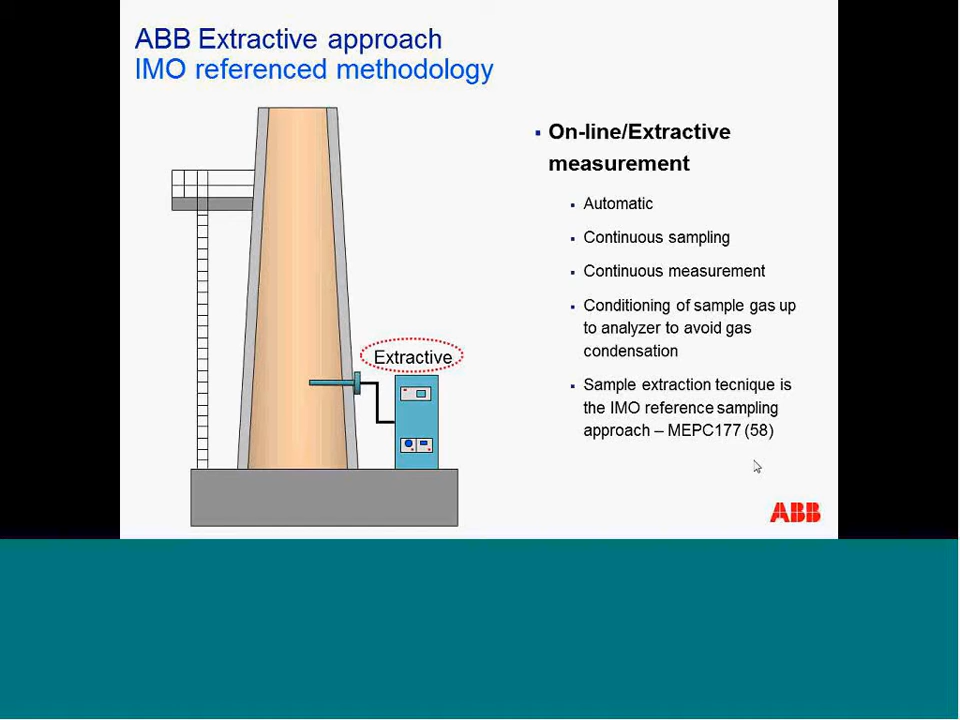 ABB Extractive approach
IMO referenced methodology
On-line/Extractive
measurement
Automatic
Continuous sampling
Continuous measurement
Conditioning of sample gas up
to analyzer to avoid gas
condensation
Extractive
Sample extraction tecnique is
the IMO reference sampling
approach – MEPC177 (58)
ABB